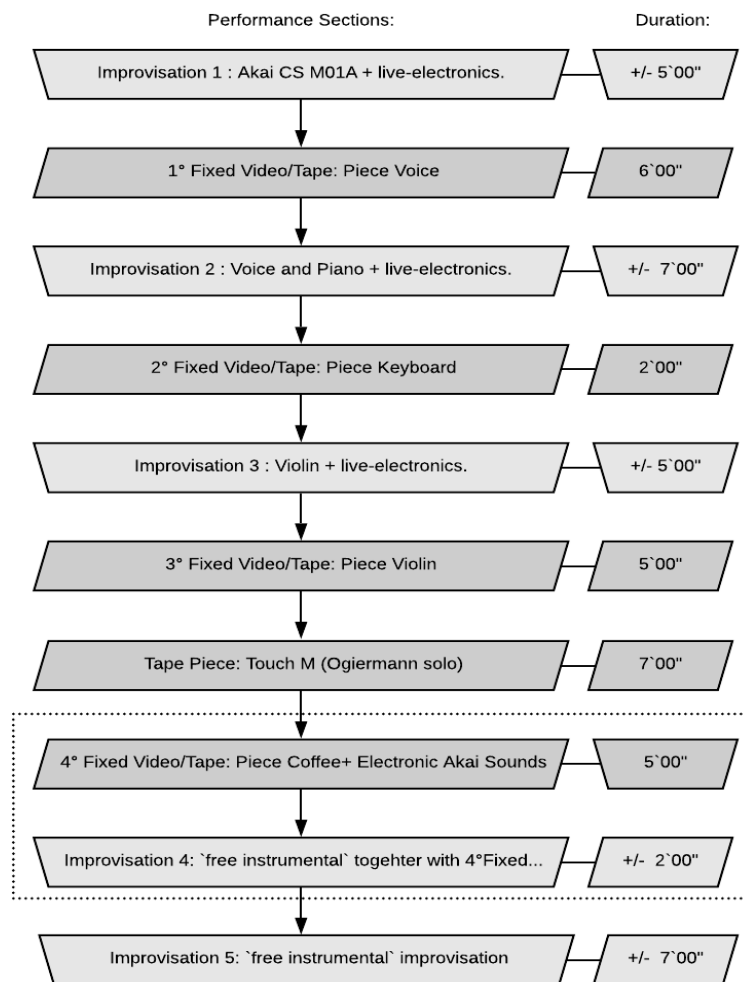 Performance Sections: Duration:
Improvisation 1 : Akai CS M01A + live-electronics. +/- 5`00"
1° Fixed Video/Tape: Piece Voice 6`00"
Improvisation 2 : Voice and Piano + live-electronics. +/-  7`00"
2° Fixed Video/Tape: Piece Keyboard 2`00"
Improvisation 3 : Violin + live-electronics. +/- 5`00"
3° Fixed Video/Tape: Piece Violin 5`00"
Tape Piece: Touch M (Ogiermann solo) 7`00"
4° Fixed Video/Tape: Piece Coffee+ Electronic Akai Sounds 5`00"
Improvisation 4: `free instrumental` togehter with 4°Fixed... +/-  2`00"
Improvisation 5: `free instrumental` improvisation +/-  7`00"